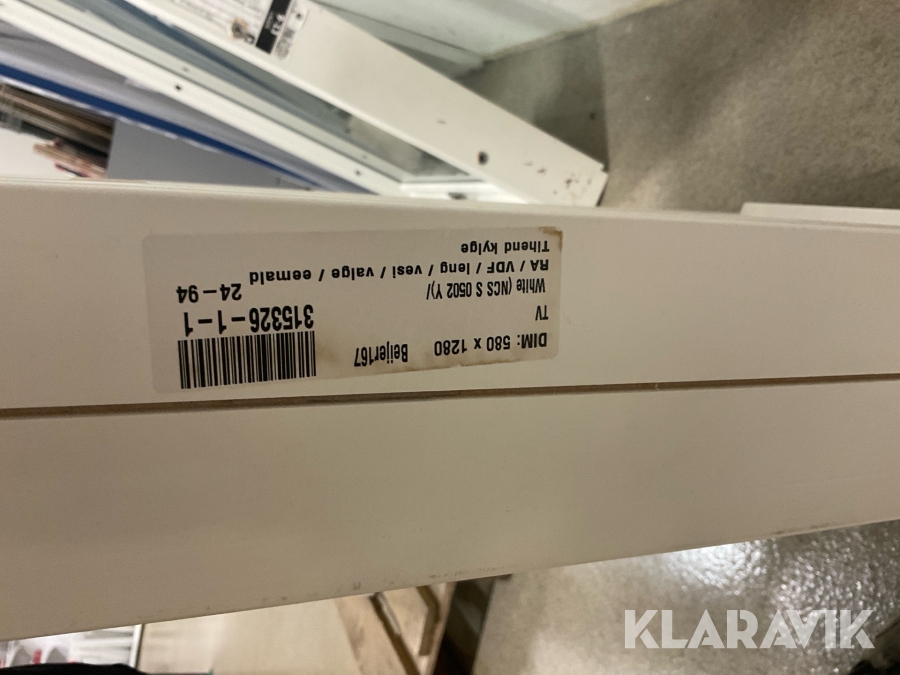 DIM: 580 x 1280 Beijer167
TV 315326-1-1
White (NCS S 0502 Y)/ 24-94
RA / VDF / leng / vesi / valge / eemald
Tihend kylge
KLARAVIK